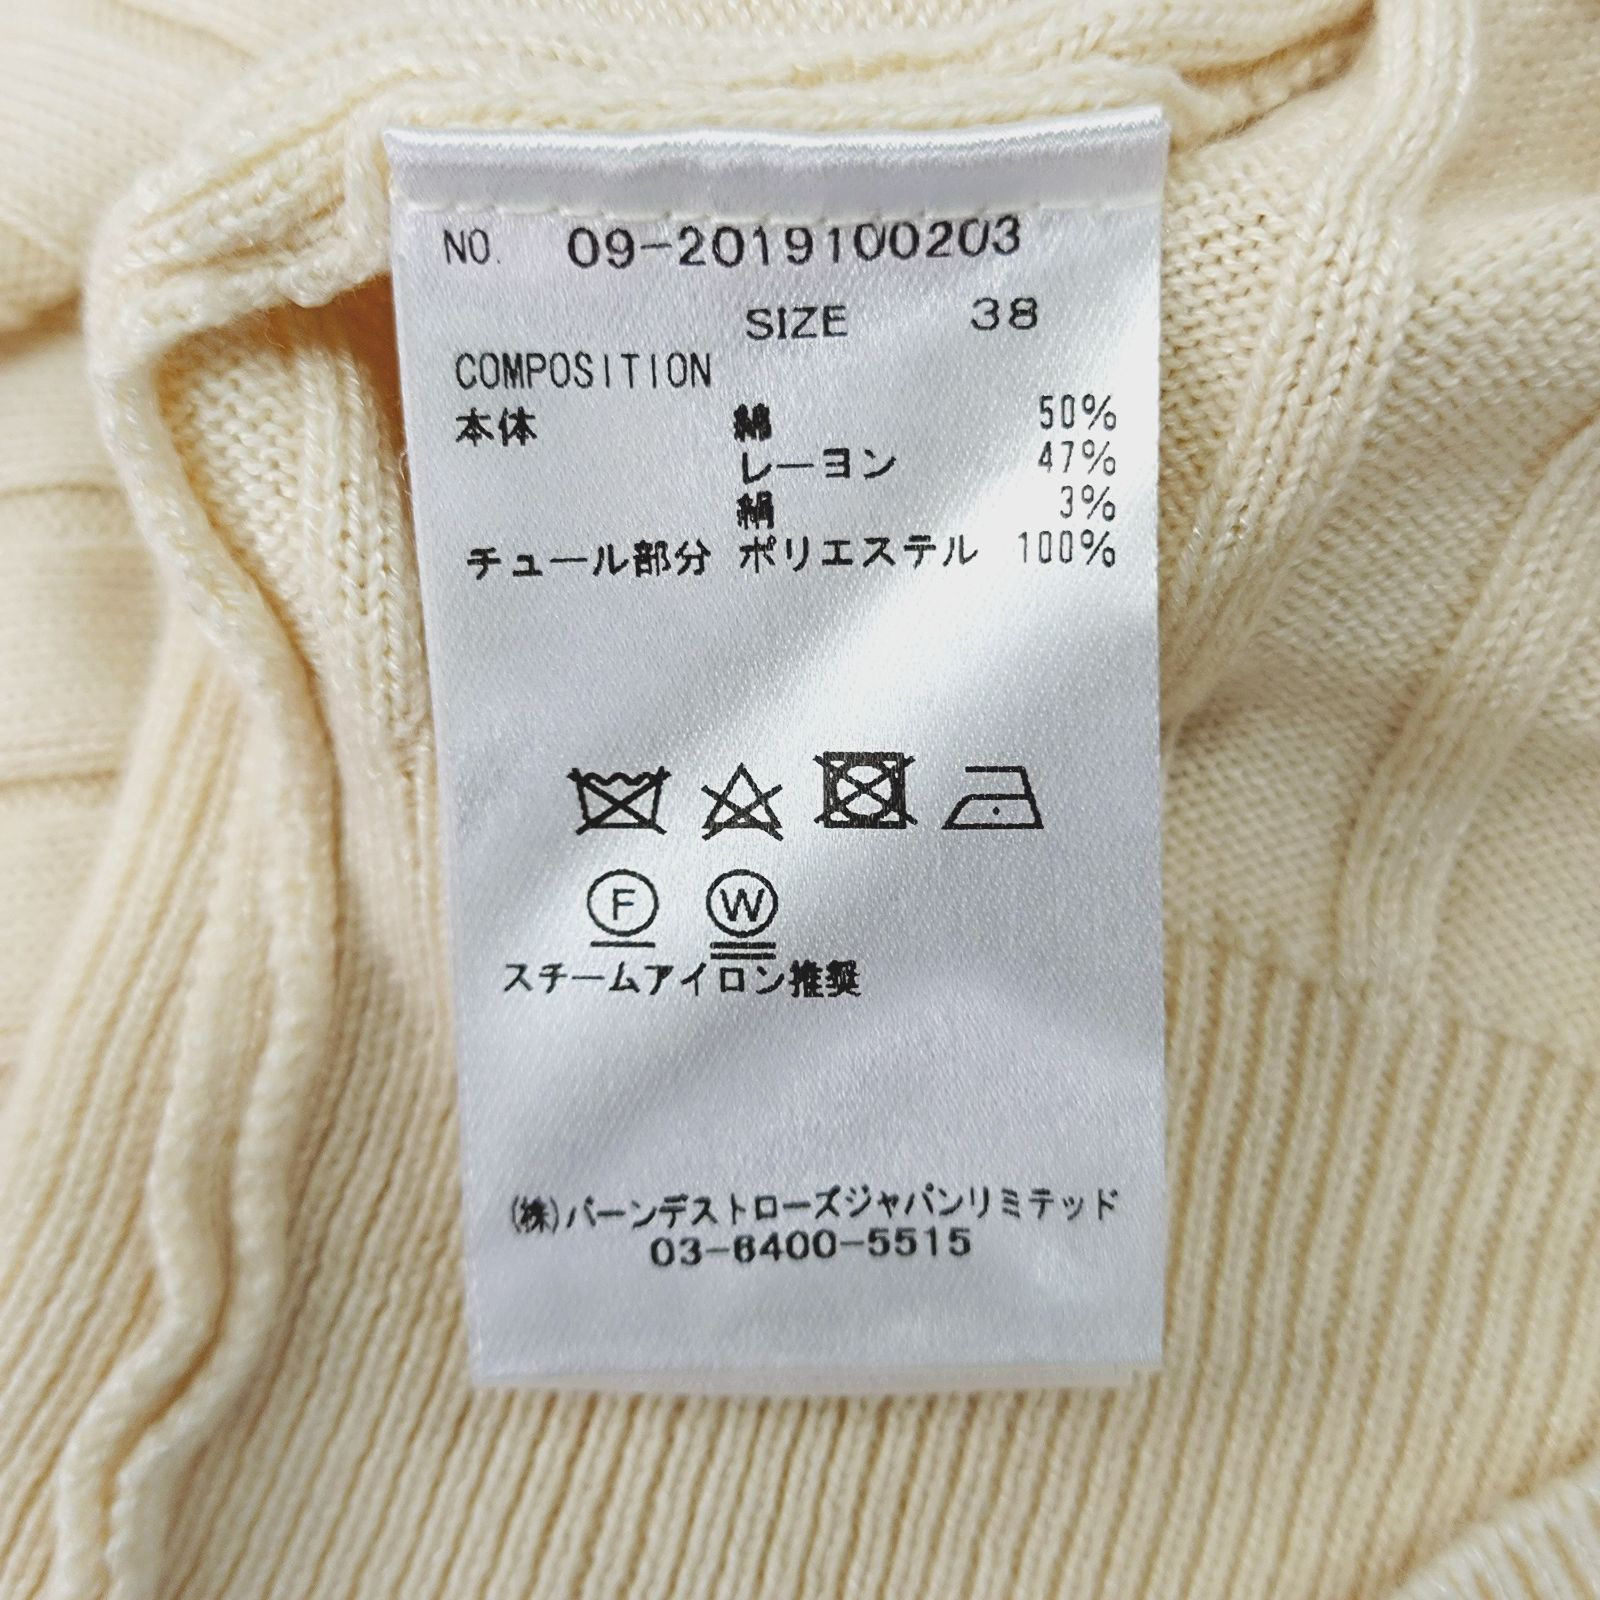 NO. 09-2019100203
SIZE 38
COMPOSITION
本体 綿 50%
レーヨン 47%
絹 3%
チュール部分 ポリエステル 100%
F W
スチームアイロン推奨
(株)バーンデストローズジャパンリミテッド
03-6400-5515